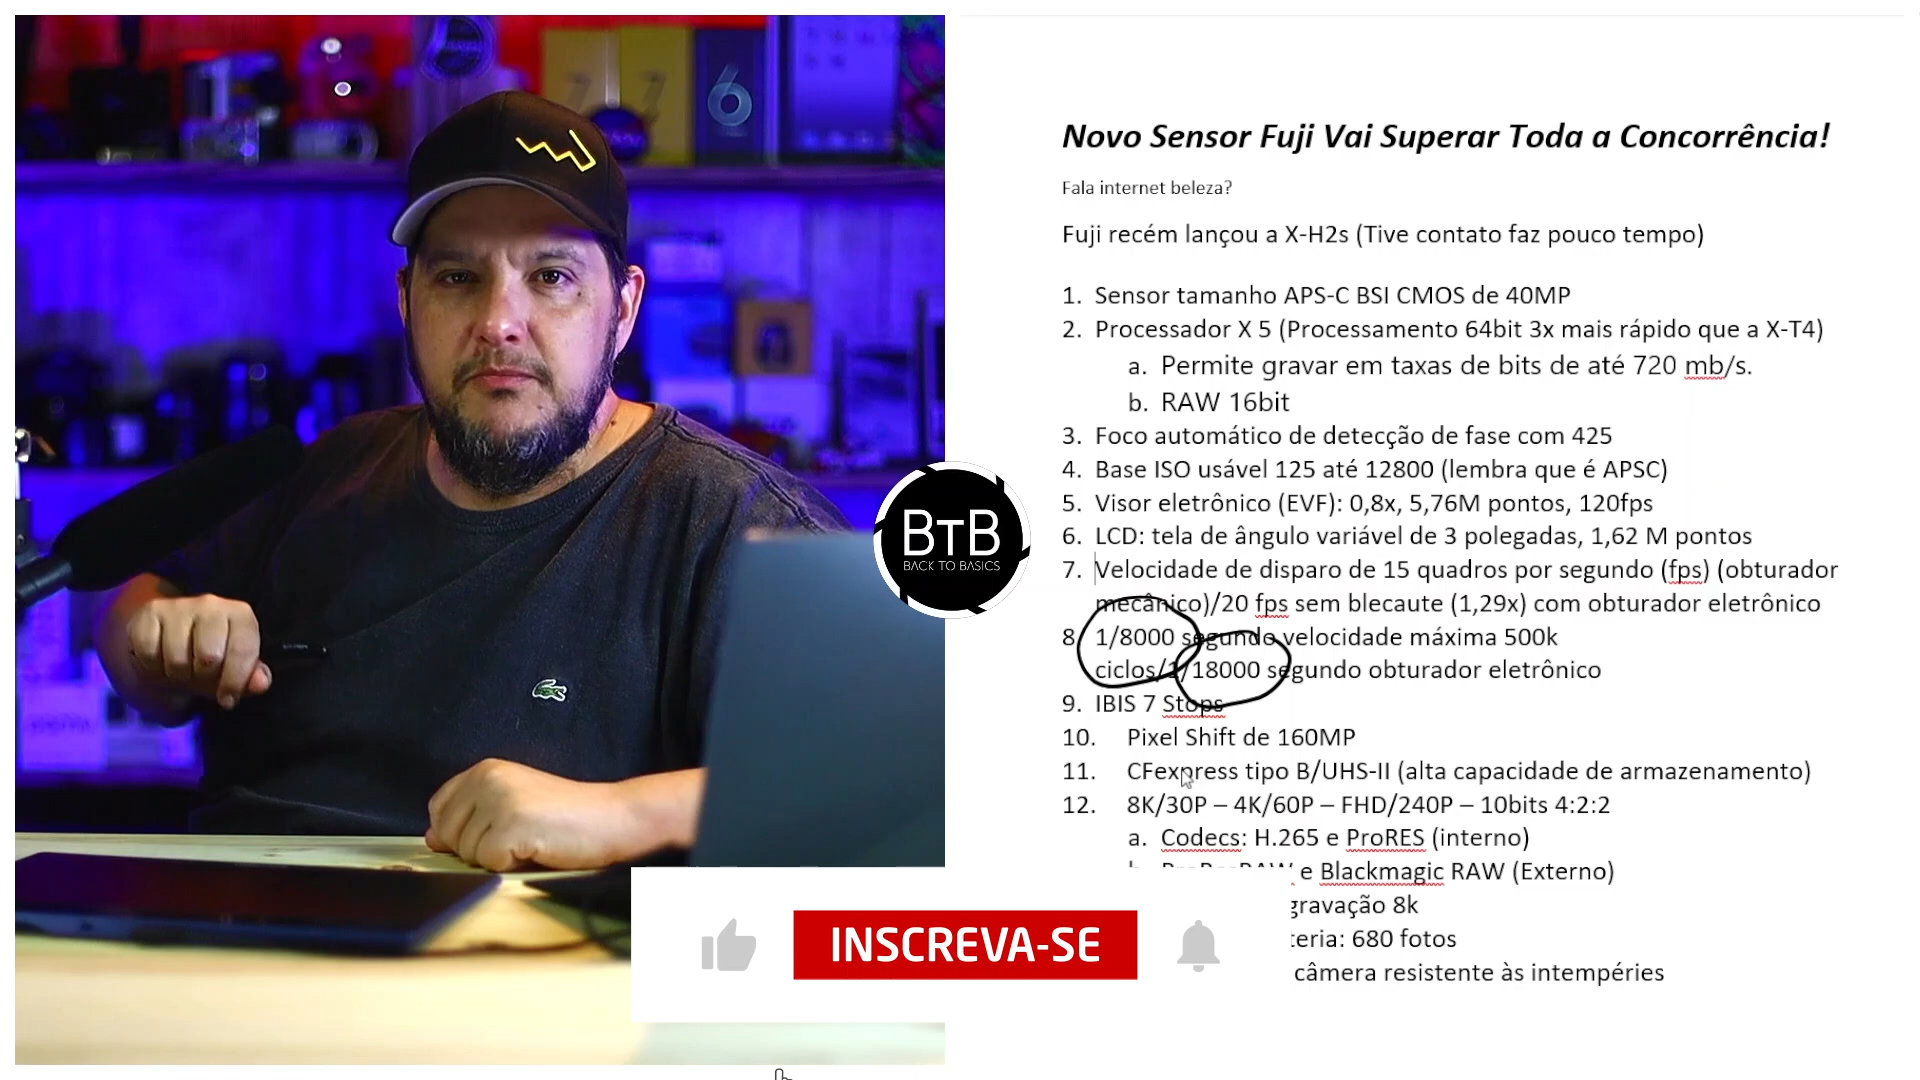 Novo Sensor Fuji Vai Superar Toda a Concorrência!
Fala internet beleza?
Fuji recém lançou a X-H2s (Tive contato faz pouco tempo)
1. Sensor tamanho APS-C BSI CMOS de 40MP
2. Processador X 5 (Processamento 64bit 3x mais rápido que a X-T4)
a. Permite gravar em taxas de bits de até 720 mb/s.
b. RAW 16bit
3. Foco automático de detecção de fase com 425
4. Base ISO usável 125 até 12800 (lembra que é APSC)
5. Visor eletrônico (EVF): 0,8x, 5,76M pontos, 120fps
6. LCD: tela de ângulo variável de 3 polegadas, 1,62 M pontos
7. Velocidade de disparo de 15 quadros por segundo (fps) (obturador
mecânico)/20 fps sem blecaute (1,29x) com obturador eletrônico
8. 1/8000 segundo velocidade máxima 500k
ciclos/1/18000 segundo obturador eletrônico
9. IBIS 7 Stops
10. Pixel Shift de 160MP
11. CFexpress tipo B/UHS-II (alta capacidade de armazenamento)
12. 8K/30P – 4K/60P – FHD/240P – 10bits 4:2:2
a. Codecs: H.265 e ProRES (interno)
e Blackmagic RAW (Externo)
gravação 8k
teria: 680 fotos
câmera resistente às intempéries
BTB
BACK TO BASICS
INSCREVA-SE
6